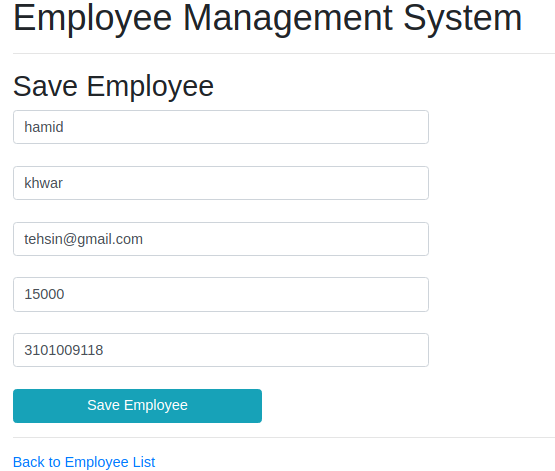 Employee Management System
Save Employee
hamid
khwar
tehsin@gmail.com
15000
3101009118
Save Employee
Back to Employee List